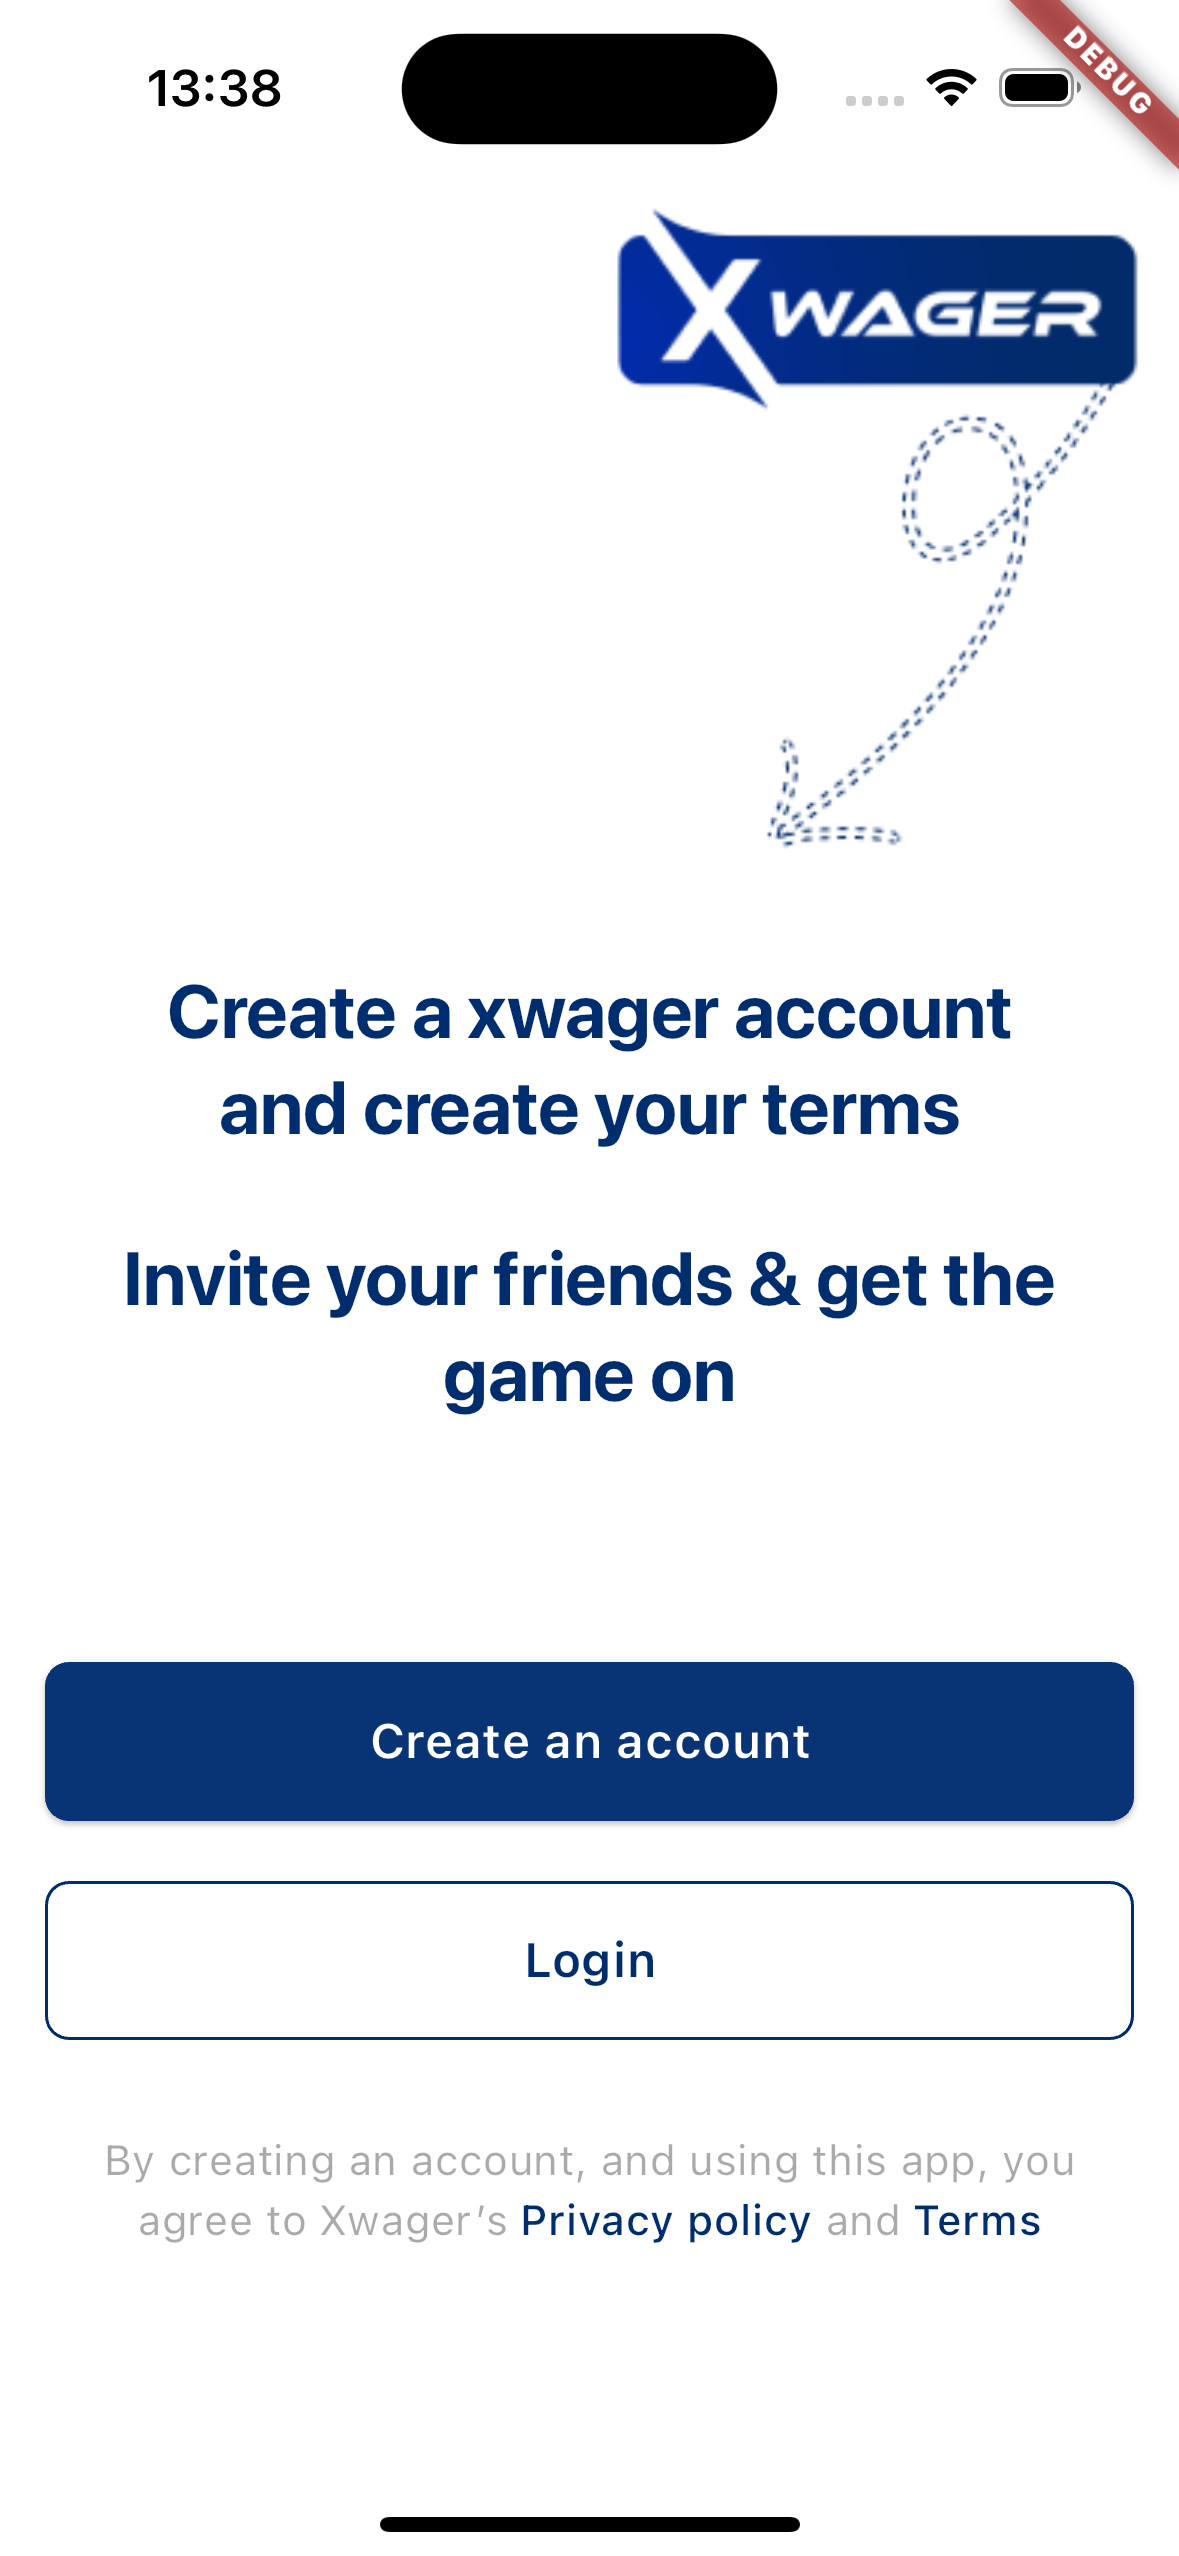 13:38
DEBUG
XWAGER
Create a xwager account
and create your terms
Invite your friends & get the
game on
Create an account
Login
By creating an account, and using this app, you
agree to Xwager’s Privacy policy and Terms